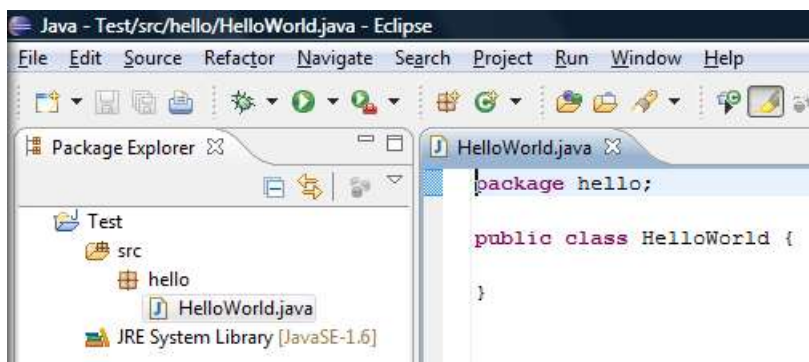 Java - Test/src/hello/HelloWorld.java - Eclipse
File Edit Source Refactor Navigate Search Project Run Window Help
Package Explorer
Test
src
hello
HelloWorld.java
JRE System Library [JavaSE-1.6]
HelloWorld.java
package hello;
public class HelloWorld {
}